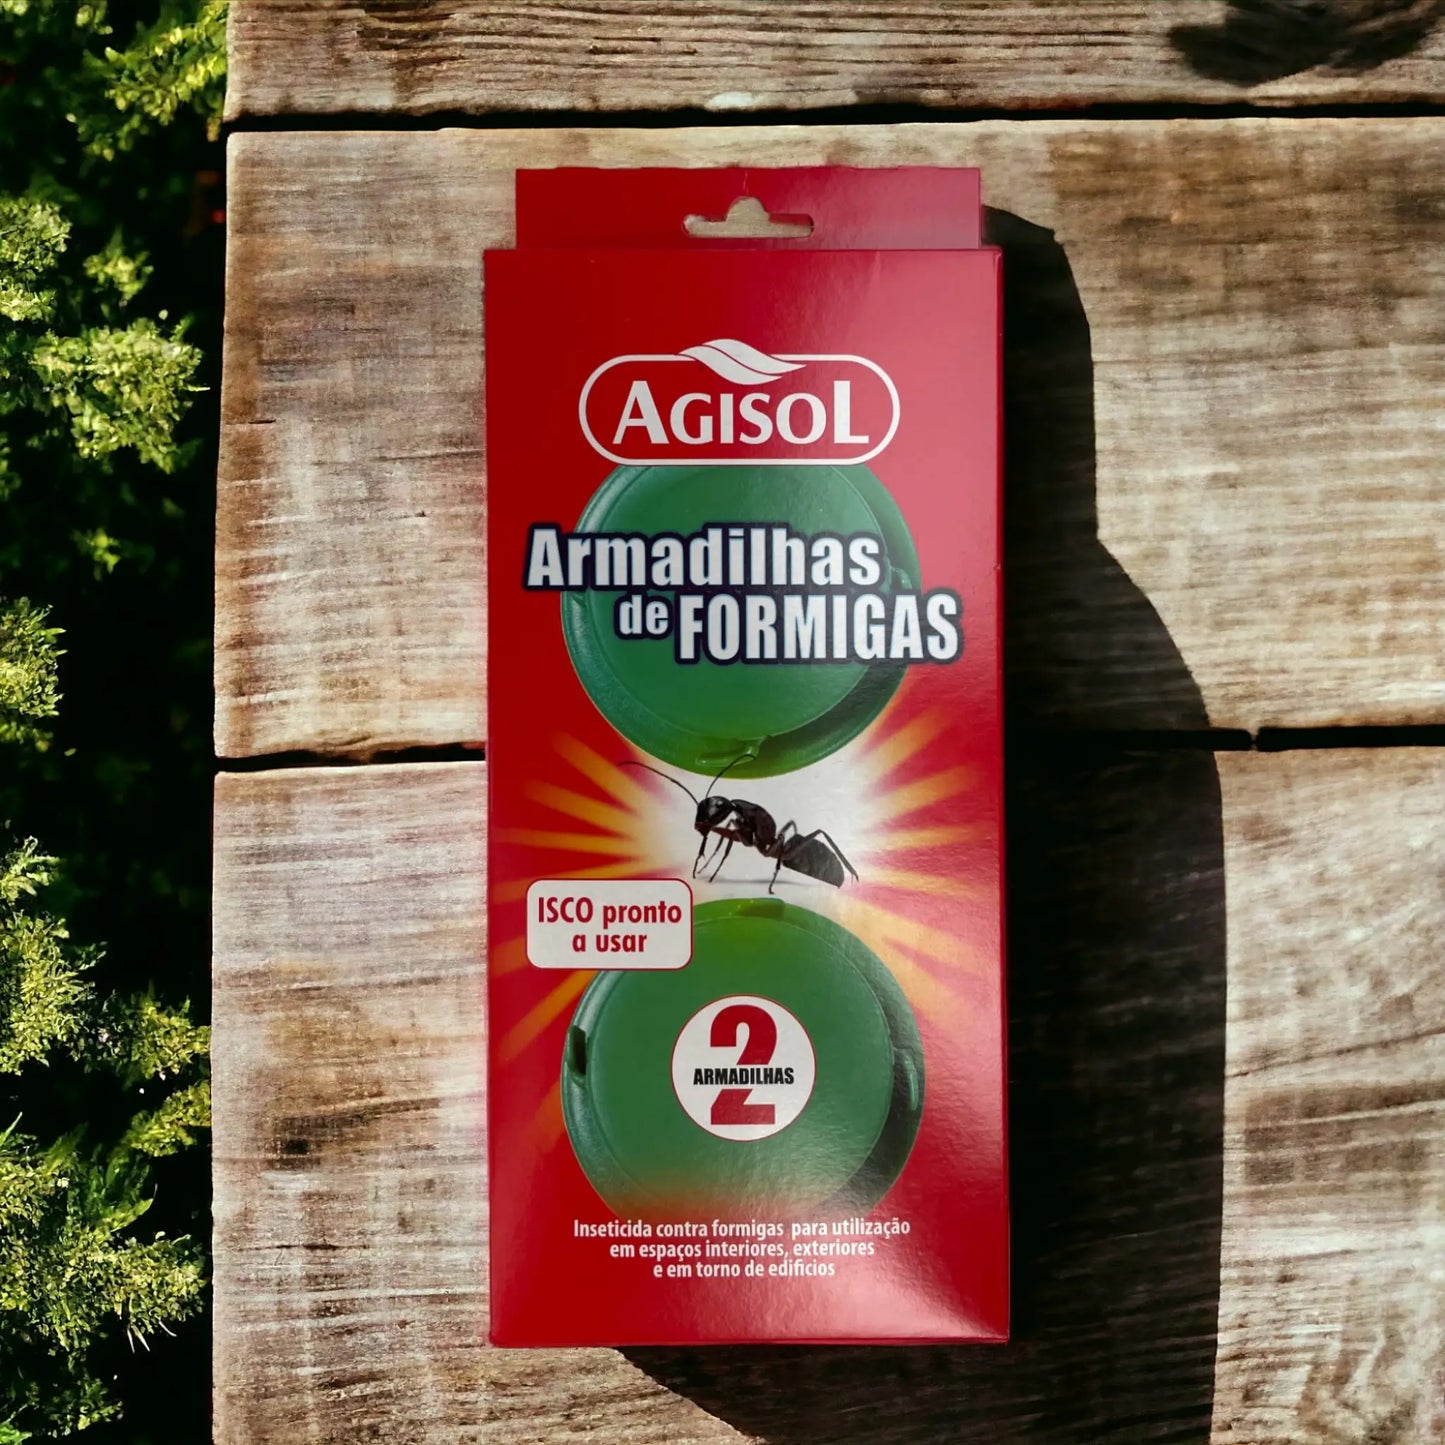 AGISOL
Armadilhas
de FORMIGAS
ISCO pronto
a usar
2
ARMADILHAS
Inseticida contra formigas para utilização
em espaços interiores, exteriores
e em torno de edifícios